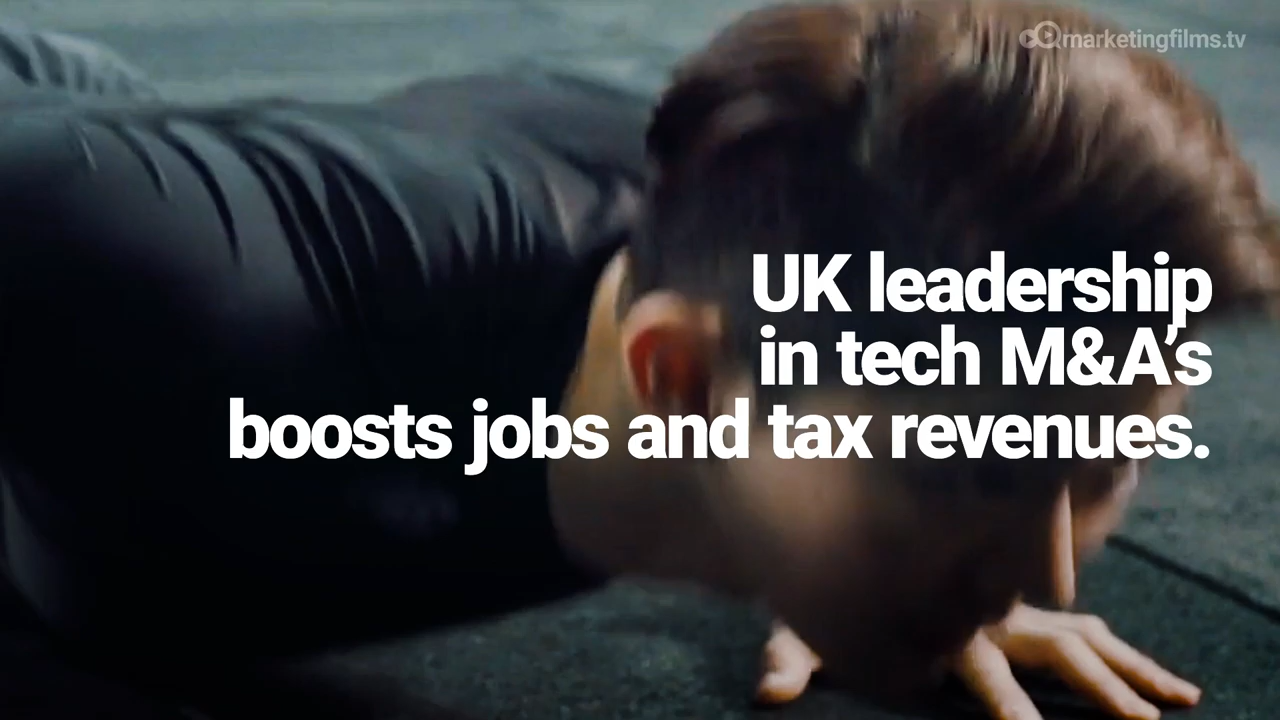 marketingfilms.tv
UK leadership
in tech M&A's
boosts jobs and tax revenues.